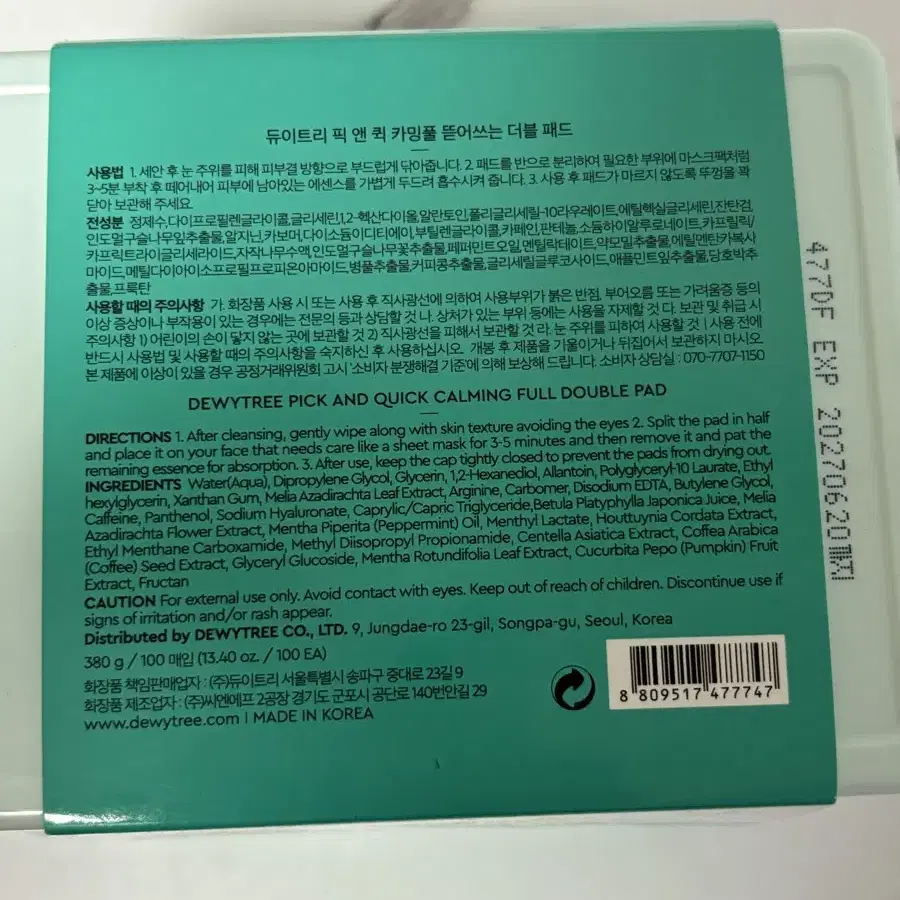 듀이트리 픽 앤 퀵 카밍풀 뜯어쓰는 더블 패드
사용법 1. 세안 후 눈 주위를 피해 피부결 방향으로 부드럽게 닦아줍니다. 2. 패드를 반으로 분리하여 필요한 부위에 마스크팩처럼
3~5분 부착 후 떼어내어 피부에 남아있는 에센스를 가볍게 두드려 흡수시켜 줍니다. 3. 사용 후 패드가 마르지 않도록 뚜껑을 꽉
닫아 보관해 주세요.
전성분 정제수,다이프로필렌글라이콜,글리세린,1,2-헥산다이올,알란토인,폴리글리세릴-10라우레이트,에틸헥실글리세린,잔탄검,
인도멀구슬나무잎추출물,알지닌,카보머,다이소듐이디티에이,부틸렌글라이콜,카페인,판테놀,소듐하이알루로네이트,카프릴릭/
카프릭트라이글리세라이드,자작나무수액,인도멀구슬나무꽃추출물,페퍼민트오일,멘틸락테이트,약모밀추출물,에틸멘탄카복사
마이드,메틸다이아이소프로필프로피온아마이드,병풀추출물,커피콩추출물,글리세릴글루코사이드,애플민트잎추출물,당호박추
출물,프룩탄
사용할 때의 주의사항 가. 화장품 사용 시 또는 사용 후 직사광선에 의하여 사용부위가 붉은 반점, 부어오름 또는 가려움증 등의
이상 증상이나 부작용이 있는 경우에는 전문의 등과 상담할 것 나. 상처가 있는 부위 등에는 사용을 자제할 것 다. 보관 및 취급 시
주의사항 1) 어린이의 손이 닿지 않는 곳에 보관할 것 2) 직사광선을 피해서 보관할 것 라. 눈 주위를 피하여 사용할 것 | 사용 전에
반드시 사용법 및 사용할 때의 주의사항을 숙지하신 후 사용하십시오. 개봉 후 제품을 기울이거나 뒤집어서 보관하지 마시오.
본 제품에 이상이 있을 경우 공정거래위원회 고시 '소비자 분쟁해결 기준'에 의해 보상해 드립니다. 소비자 상담실 : 070-7707-1150
DEWYTREE PICK AND QUICK CALMING FULL DOUBLE PAD
DIRECTIONS 1. After cleansing, gently wipe along with skin texture avoiding the eyes 2. Split the pad in half
and place it on your face that needs care like a sheet mask for 3-5 minutes and then remove it and pat the
remaining essence for absorption. 3. After use, keep the cap tightly closed to prevent the pads from drying out.
INGREDIENTS Water(Aqua), Dipropylene Glycol, Glycerin, 1,2-Hexanediol, Allantoin, Polyglyceryl-10 Laurate, Ethyl
hexylglycerin, Xanthan Gum, Melia Azadirachta Leaf Extract, Arginine, Carbomer, Disodium EDTA, Butylene Glycol,
Caffeine, Panthenol, Sodium Hyaluronate, Caprylic/Capric Triglyceride,Betula Platyphylla Japonica Juice, Melia
Azadirachta Flower Extract, Mentha Piperita (Peppermint) Oil, Menthyl Lactate, Houttuynia Cordata Extract,
Ethyl Menthane Carboxamide, Methyl Diisopropyl Propionamide, Centella Asiatica Extract, Coffea Arabica
(Coffee) Seed Extract, Glyceryl Glucoside, Mentha Rotundifolia Leaf Extract, Cucurbita Pepo (Pumpkin) Fruit
Extract, Fructan
CAUTION For external use only. Avoid contact with eyes. Keep out of reach of children. Discontinue use if
signs of irritation and/or rash appear.
Distributed by DEWYTREE CO., LTD. 9, Jungdae-ro 23-gil, Songpa-gu, Seoul, Korea
380 g / 100 매입 (13.40 oz. / 100 EA)
화장품 책임판매업자 : (주)듀이트리 서울특별시 송파구 중대로 23길 9
화장품 제조업자 : (주)씨엔에프 2공장 경기도 군포시 공단로 140번안길 29
www.dewytree.com | MADE IN KOREA
8 809517 477747
4770F EXP 20270620까지